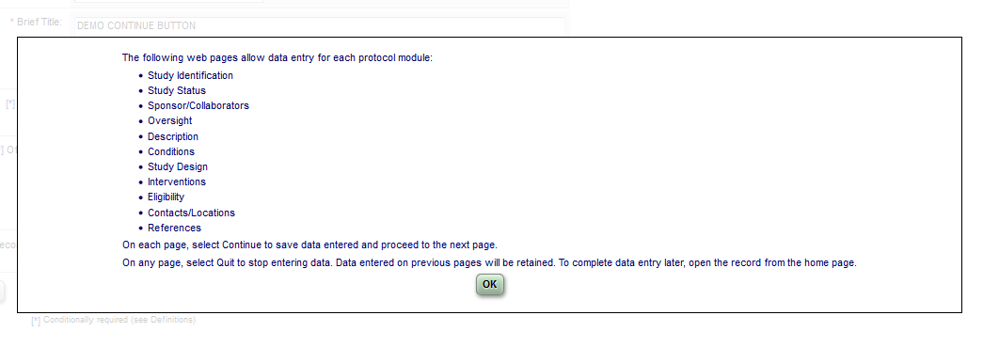 * Brief Title:
DEMO CONTINUE BUTTON
The following web pages allow data entry for each protocol module:
• Study Identification
• Study Status
• Sponsor/Collaborators
[*]
• Oversight
• Description
• Conditions
] Of
• Study Design
• Interventions
• Eligibility
• Contacts/Locations
• References
eco
On each page, select Continue to save data entered and proceed to the next page.
On any page, select Quit to stop entering data. Data entered on previous pages will be retained. To complete data entry later, open the record from the home page.
OK
[*] Conditionally required (see Definitions)